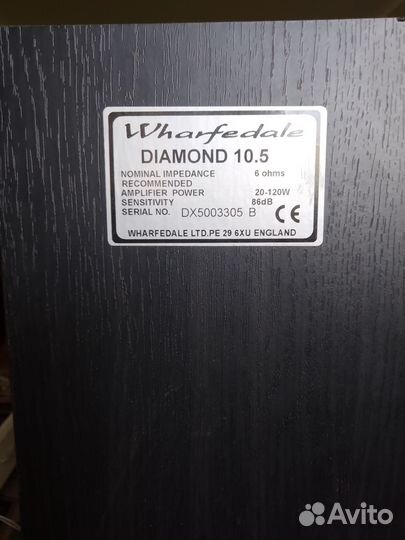 Wharfedale
DIAMOND 10.5
NOMINAL IMPEDANCE 6 ohms
RECOMMENDED
AMPLIFIER POWER 20-120W
SENSITIVITY 86dB
SERIAL NO. DX5003305 B CE
WHARFEDALE LTD.PE 29 6XU ENGLAND
Avito